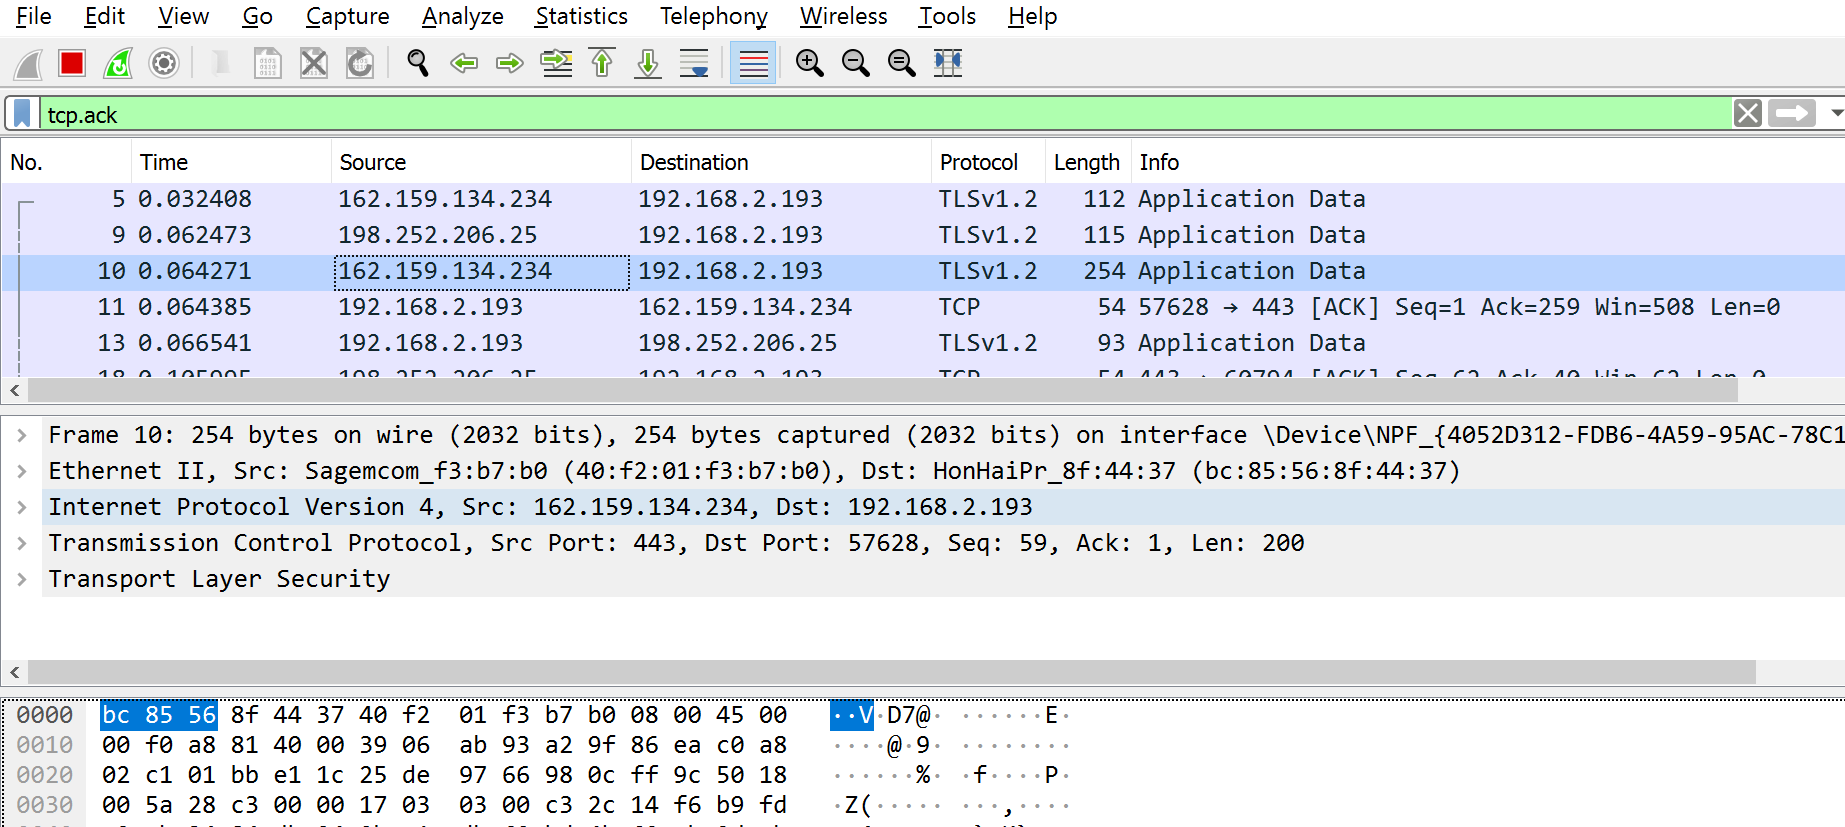 File Edit View Go Capture Analyze Statistics Telephony Wireless Tools Help
tcp.ack
No. Time Source Destination Protocol Length Info
5 0.032408 162.159.134.234 192.168.2.193 TLSv1.2 112 Application Data
9 0.062473 198.252.206.25 192.168.2.193 TLSv1.2 115 Application Data
10 0.064271 162.159.134.234 192.168.2.193 TLSv1.2 254 Application Data
11 0.064385 192.168.2.193 162.159.134.234 TCP 54 57628 → 443 [ACK] Seq=1 Ack=259 Win=508 Len=0
13 0.066541 192.168.2.193 198.252.206.25 TLSv1.2 93 Application Data
Frame 10: 254 bytes on wire (2032 bits), 254 bytes captured (2032 bits) on interface \Device\NPF_{4052D312-FDB6-4A59-95AC-78C1
Ethernet II, Src: Sagemcom_f3:b7:b0 (40:f2:01:f3:b7:b0), Dst: HonHaiPr_8f:44:37 (bc:85:56:8f:44:37)
Internet Protocol Version 4, Src: 162.159.134.234, Dst: 192.168.2.193
Transmission Control Protocol, Src Port: 443, Dst Port: 57628, Seq: 59, Ack: 1, Len: 200
Transport Layer Security
0000 bc 85 56 8f 44 37 40 f2 01 f3 b7 b0 08 00 45 00 ··V·D7@· ······E·
0010 00 f0 a8 81 40 00 39 06 ab 93 a2 9f 86 ea c0 a8 ····@·9· ········
0020 02 c1 01 bb e1 1c 25 de 97 66 98 0c ff 9c 50 18 ······%· ·f····P·
0030 00 5a 28 c3 00 00 17 03 03 00 c3 2c 14 f6 b9 fd ·Z(····· ···,····